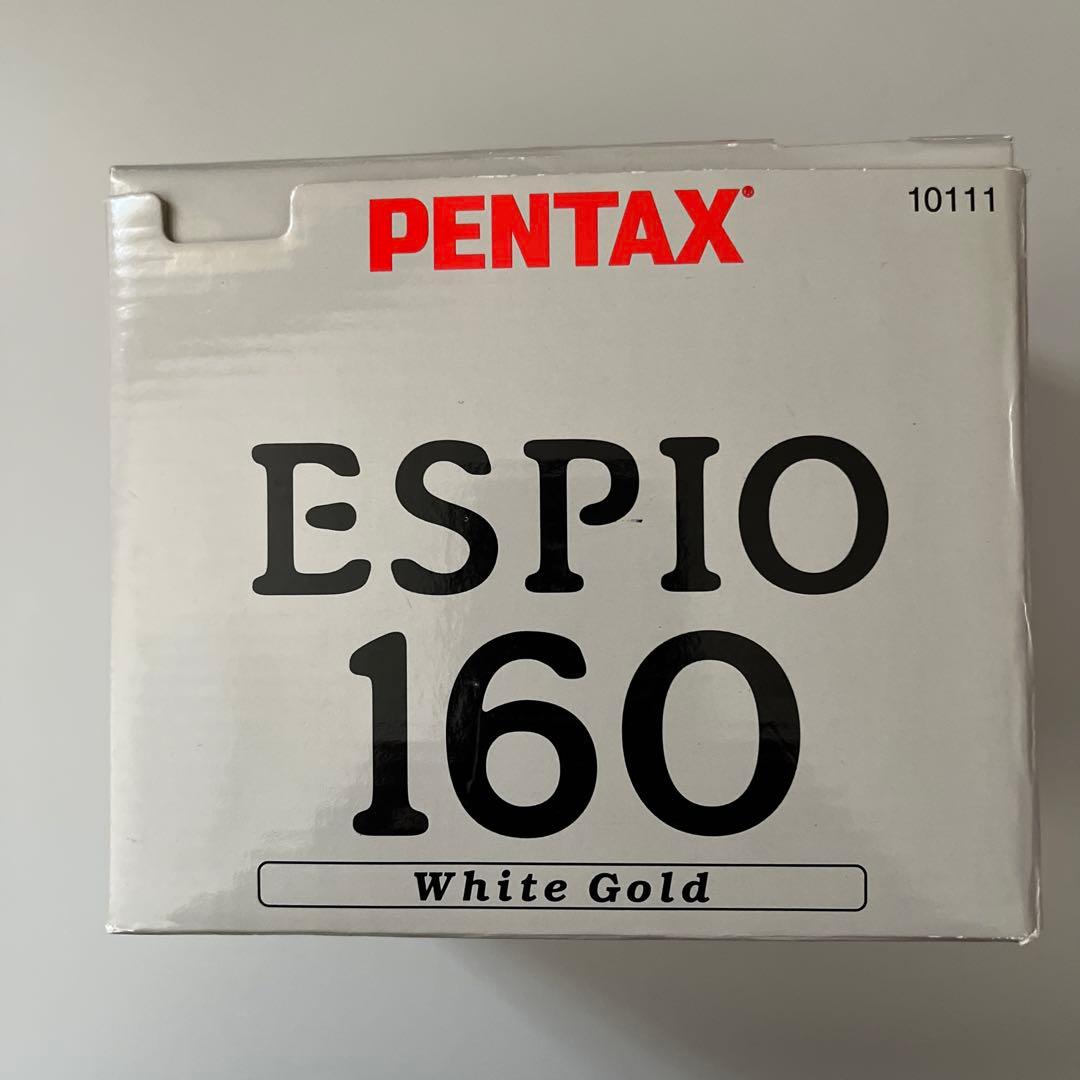 PENTAX®
10111
ESPIO
160
White Gold